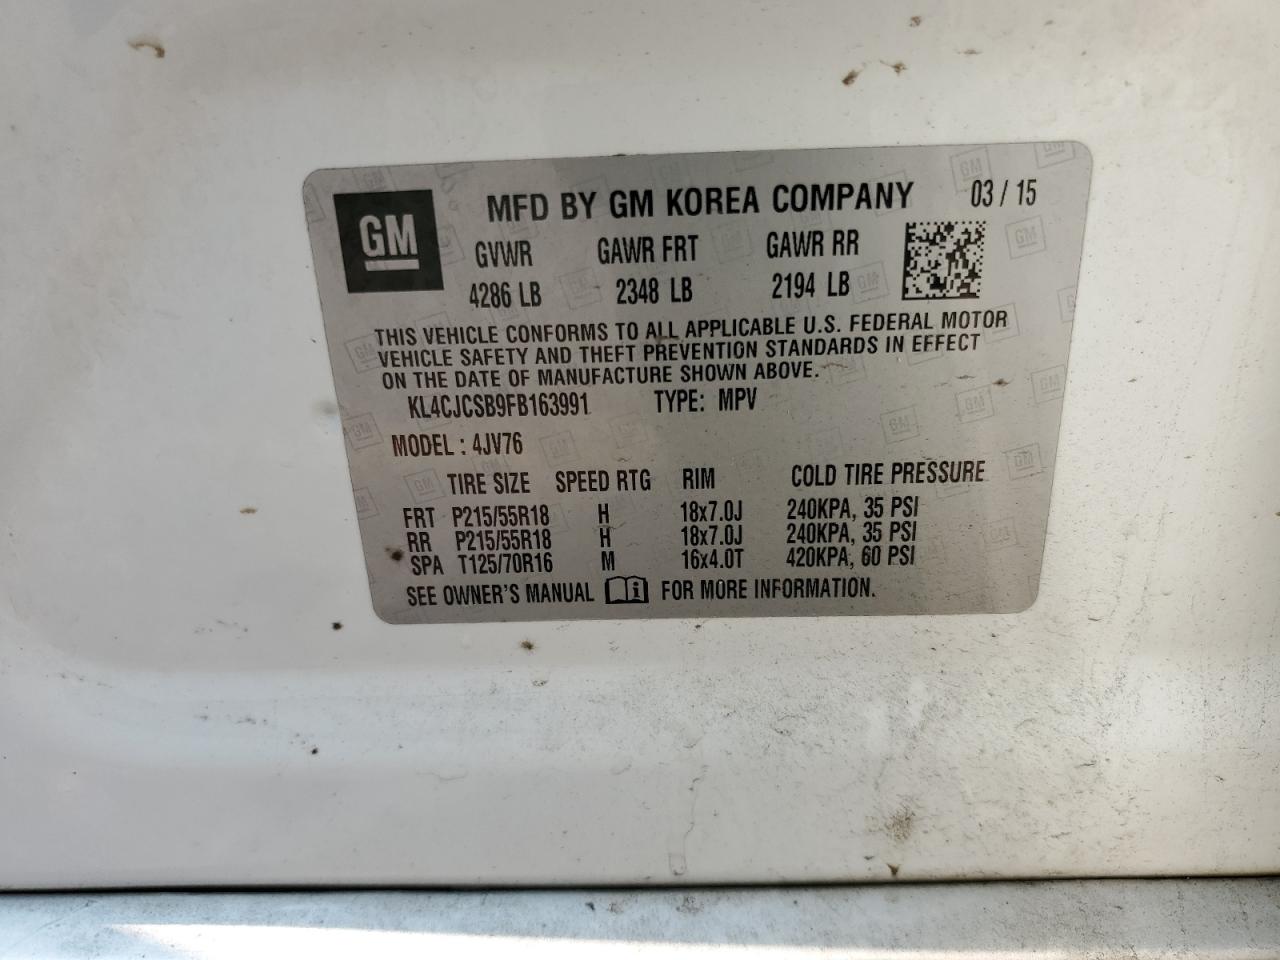 GM
MFD BY GM KOREA COMPANY 03 / 15
GVWR GAWR FRT GAWR RR
4286 LB 2348 LB 2194 LB
THIS VEHICLE CONFORMS TO ALL APPLICABLE U.S. FEDERAL MOTOR
VEHICLE SAFETY AND THEFT PREVENTION STANDARDS IN EFFECT
ON THE DATE OF MANUFACTURE SHOWN ABOVE.
KL4CJCSB9FB163991 TYPE: MPV
MODEL : 4JV76
TIRE SIZE SPEED RTG RIM COLD TIRE PRESSURE
FRT P215/55R18 H 18x7.0J 240KPA, 35 PSI
RR P215/55R18 H 18x7.0J 240KPA, 35 PSI
SPA T125/70R16 M 16x4.0T 420KPA, 60 PSI
SEE OWNER'S MANUAL i FOR MORE INFORMATION.